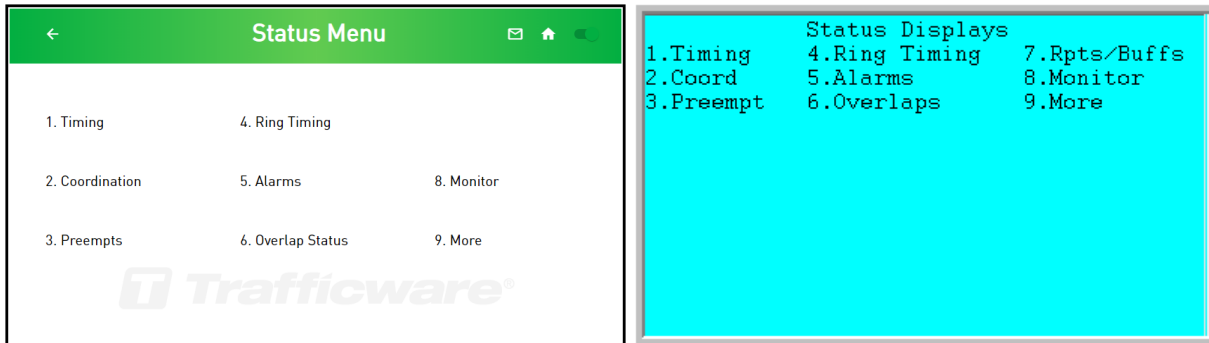 Status Menu
1. Timing 4. Ring Timing
2. Coordination 5. Alarms 8. Monitor
3. Preempts 6. Overlap Status 9. More
Trafficware®
Status Displays
1.Timing 4.Ring Timing 7.Rpts/Buffs
2.Coord 5.Alarms 8.Monitor
3.Preempt 6.Overlaps 9.More